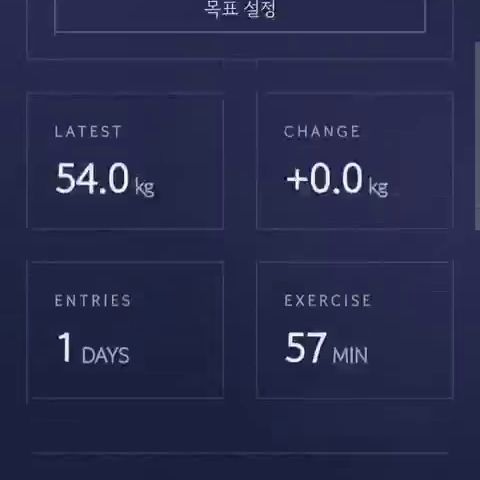 목표 설정
LATEST
54.0 kg
CHANGE
+0.0 kg
ENTRIES
1 DAYS
EXERCISE
57 MIN